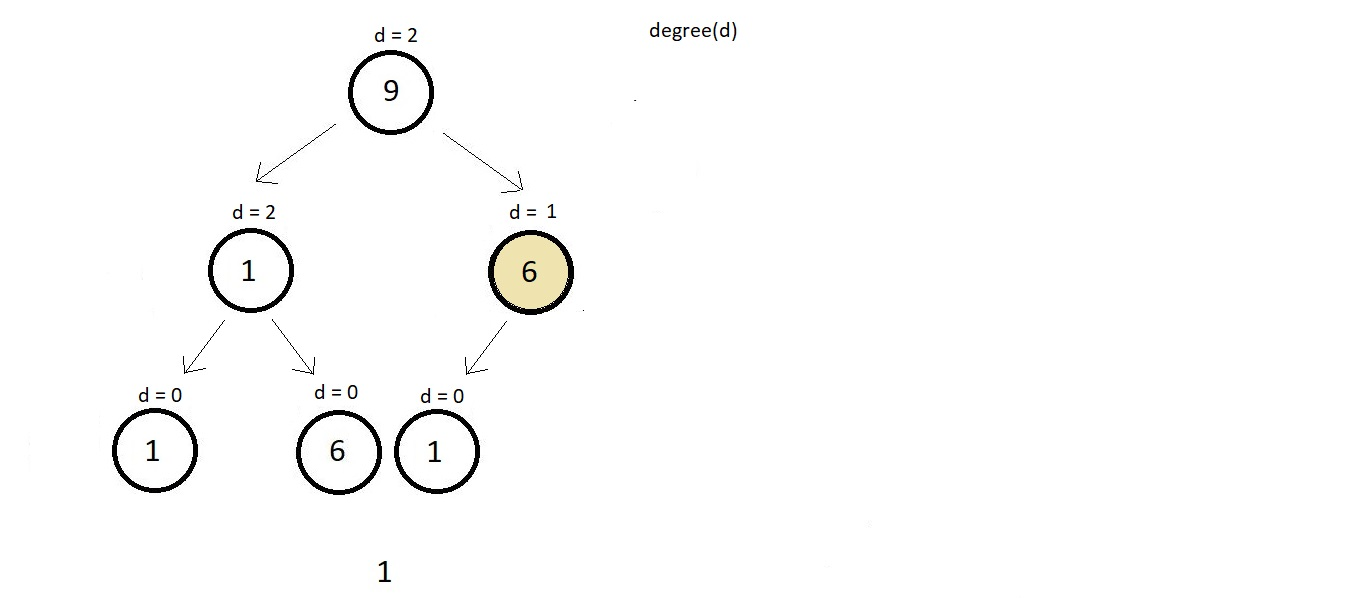 d = 2
degree(d)
9
d = 2
d = 1
1
6
d = 0
d = 0
d = 0
1
6
1
1